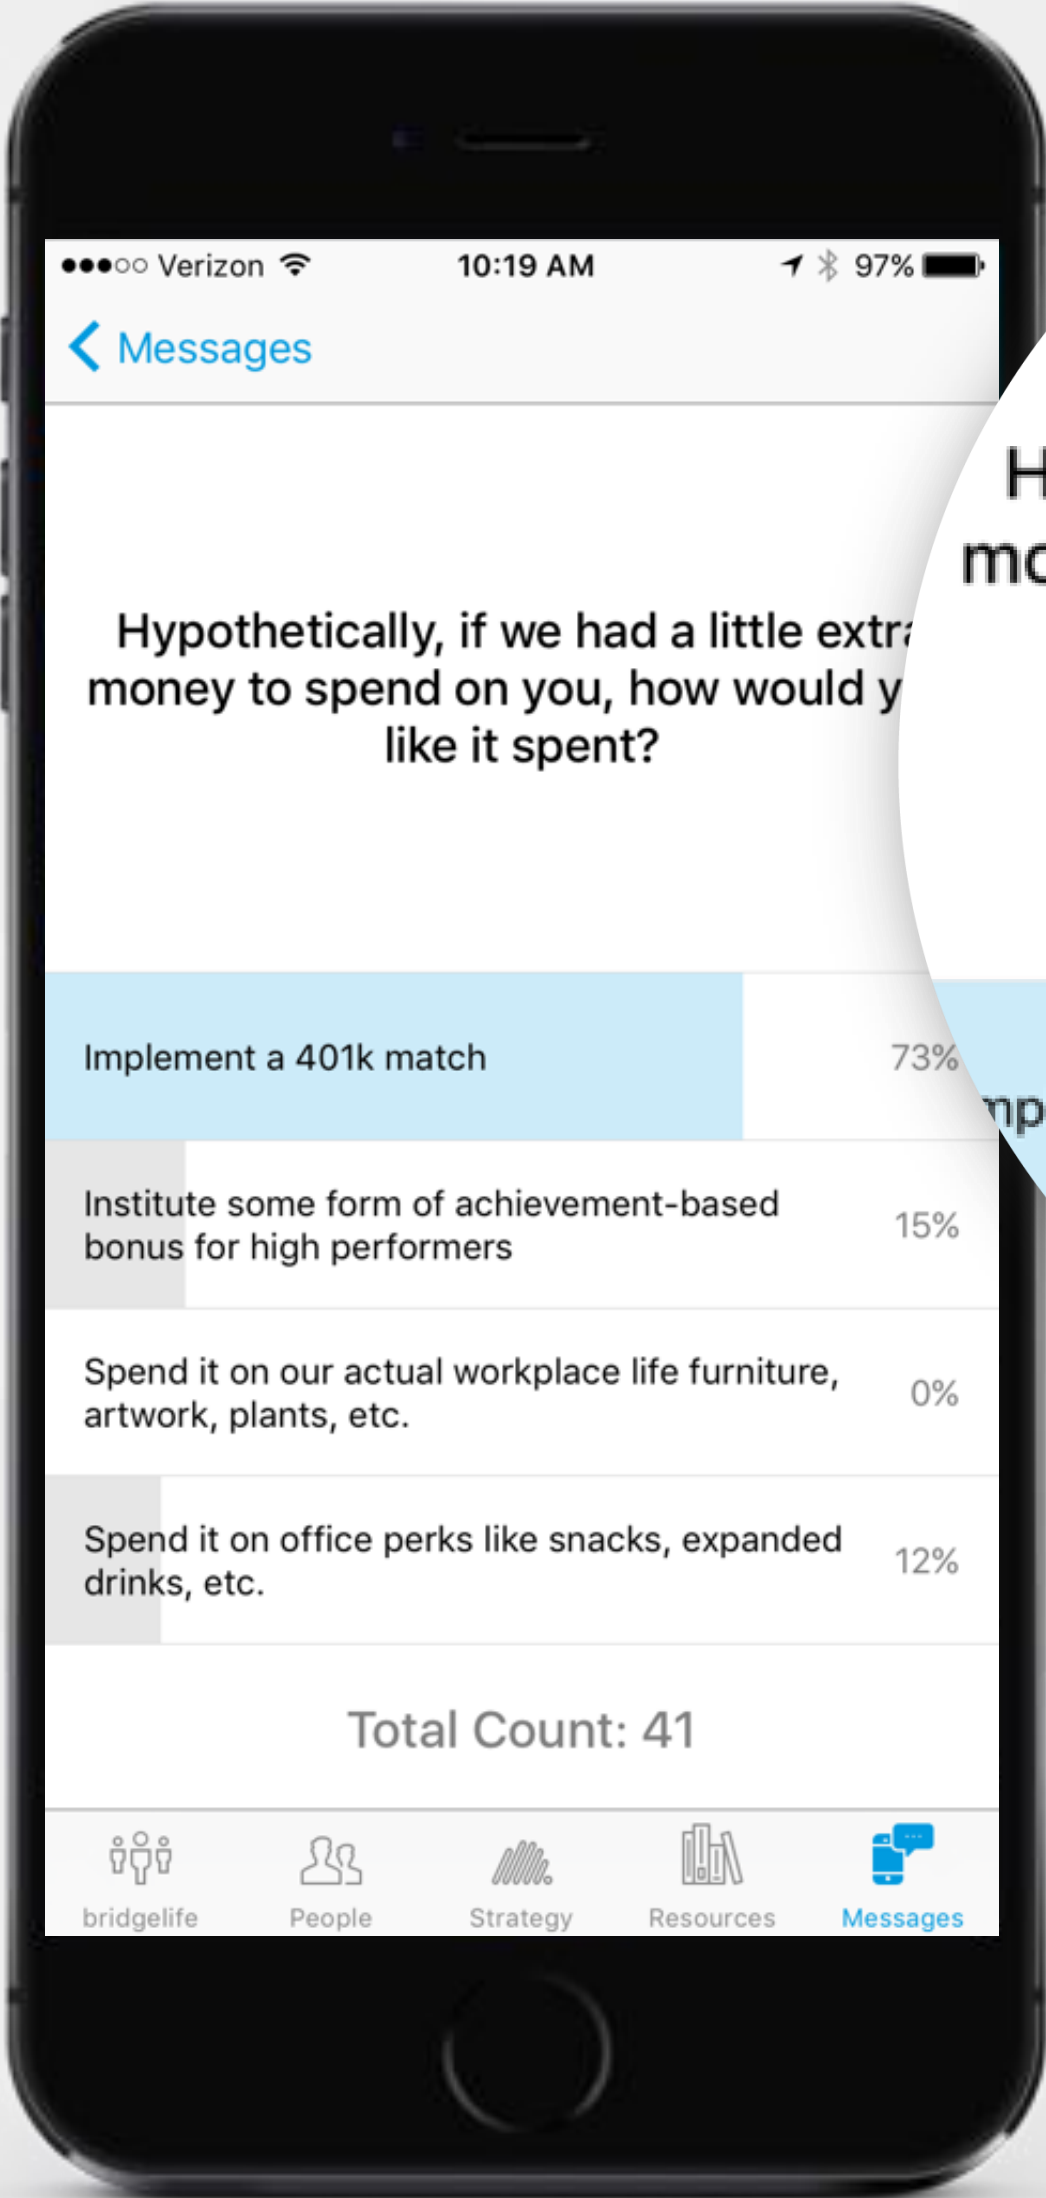 Verizon 10:19 AM 97%
Messages
Hypothetically, if we had a little extra
money to spend on you, how would y
like it spent?
H
mo
Implement a 401k match 73%
mp
Institute some form of achievement-based
bonus for high performers 15%
Spend it on our actual workplace life furniture,
artwork, plants, etc. 0%
Spend it on office perks like snacks, expanded
drinks, etc. 12%
Total Count: 41
bridgelife People Strategy Resources Messages